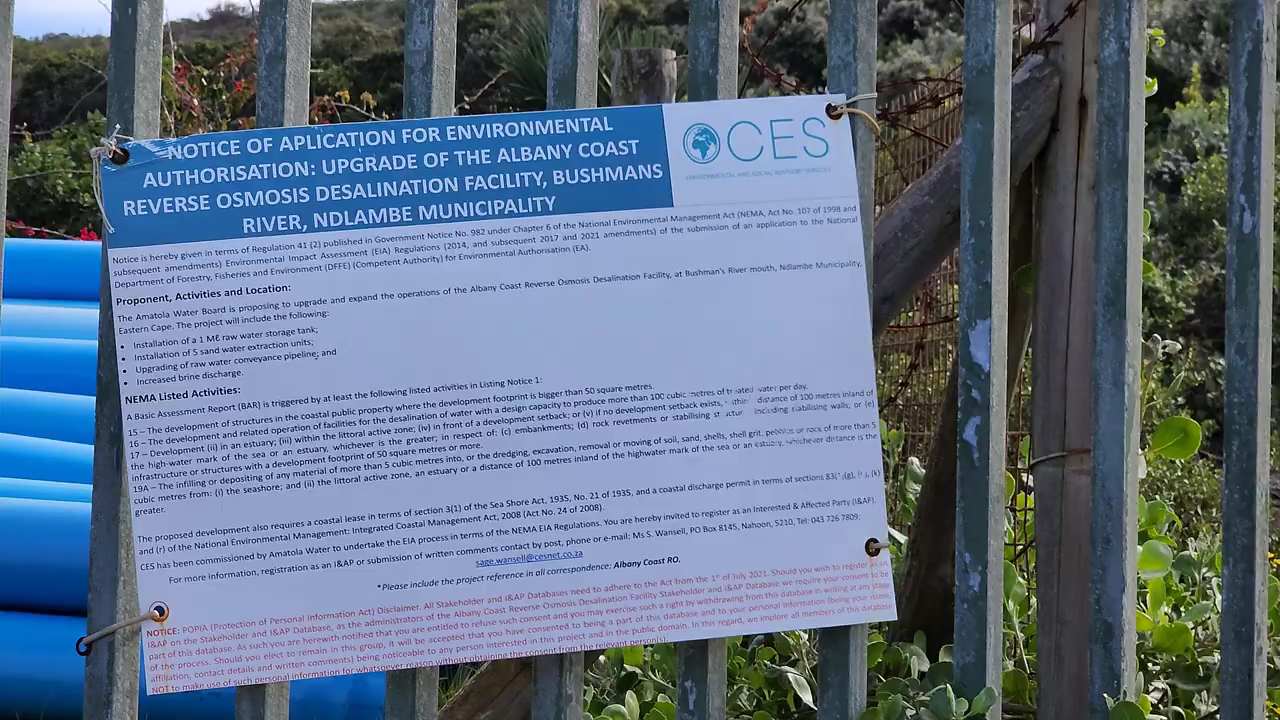 NOTICE OF APLICATION FOR ENVIRONMENTAL
AUTHORISATION: UPGRADE OF THE ALBANY COAST
REVERSE OSMOSIS DESALINATION FACILITY, BUSHMANS
RIVER, NDLAMBE MUNICIPALITY
CES
ENVIRONMENTAL AND SOCIAL ADVISORY SERVICES
Notice is hereby given in terms of Regulation 41 (2) published in Government Notice No. 982 under Chapter 6 of the National Environmental Management Act (NEMA, Act No. 107 of 1998 and
subsequent amendments) Environmental Impact Assessment (EIA) Regulations (2014, and subsequent 2017 and 2021 amendments) of the submission of an application to the National
Department of Forestry, Fisheries and Environment (DFFE) (Competent Authority) for Environmental Authorisation (EA).
Proponent, Activities and Location:
The Amatola Water Board is proposing to upgrade and expand the operations of the Albany Coast Reverse Osmosis Desalination Facility, at Bushman's River mouth, Ndlambe Municipality,
Eastern Cape. The project will include the following:
• Installation of a 1 Mℓ raw water storage tank;
• Installation of 5 sand water extraction units;
• Upgrading of raw water conveyance pipeline; and
• Increased brine discharge.
NEMA Listed Activities:
A Basic Assessment Report (BAR) is triggered by at least the following listed activities in Listing Notice 1:
15 – The development of structures in the coastal public property where the development footprint is bigger than 50 square metres.
16 – The development and related operation of facilities for the desalination of water with a design capacity to produce more than 100 cubic metres of treated water per day.
17 – Development (ii) in an estuary; (iii) within the littoral active zone; (iv) in front of a development setback; or (v) if no development setback exists, within distance of 100 metres inland of
the high-water mark of the sea or an estuary, whichever is the greater; in respect of: (c) embankments; (d) rock revetments or stabilising structures including stabilising walls; or (e)
infrastructure or structures with a development footprint of 50 square metres or more.
19A – The infilling or depositing of any material of more than 5 cubic metres into, or the dredging, excavation, removal or moving of soil, sand, shells, shell grit, pebbles or rock of more than 5
cubic metres from: (i) the seashore; and (ii) the littoral active zone, an estuary or a distance of 100 metres inland of the highwater mark of the sea or an estuary, whichever distance is the
greater.
The proposed development also requires a coastal lease in terms of section 3(1) of the Sea Shore Act, 1935, No. 21 of 1935, and a coastal discharge permit in terms of sections 83( (g), (k)
and (r) of the National Environmental Management: Integrated Coastal Management Act, 2008 (Act No. 24 of 2008).
CES has been commissioned by Amatola Water to undertake the EIA process in terms of the NEMA EIA Regulations. You are hereby invited to register as an Interested & Affected Party (I&AP).
For more information, registration as an I&AP or submission of written comments contact by post, phone or e-mail: Ms S. Wansell, PO Box 8145, Nahoon, 5210, Tel: 043 726 7809;
sage.wansell@cesnet.co.za
*Please include the project reference in all correspondence: Albany Coast RO.
NOTICE: POPIA (Protection of Personal Information Act) Disclaimer. All Stakeholder and I&AP Databases need to adhere to the Act from the 1st of July 2021. Should you wish to register as an
I&AP on the Stakeholder and I&AP Database, as the administrators of the Albany Coast Reverse Osmosis Desalination Facility Stakeholder and I&AP Database we require your consent to be
part of this database. As such you are herewith notified that you are entitled to refuse such consent and you may exercise such a right by withdrawing from this database in writing at any stage
of the process. Should you elect to remain in this group, it will be accepted that you have consented to being a part of this database and to your personal information (being your name,
affiliation, contact details and written comments) being noticeable to any person interested in this project and in the public domain. In this regard, we implore all members of this database
NOT to make use of such personal information for whatsoever reason without obtaining the consent from the relevant person(s).